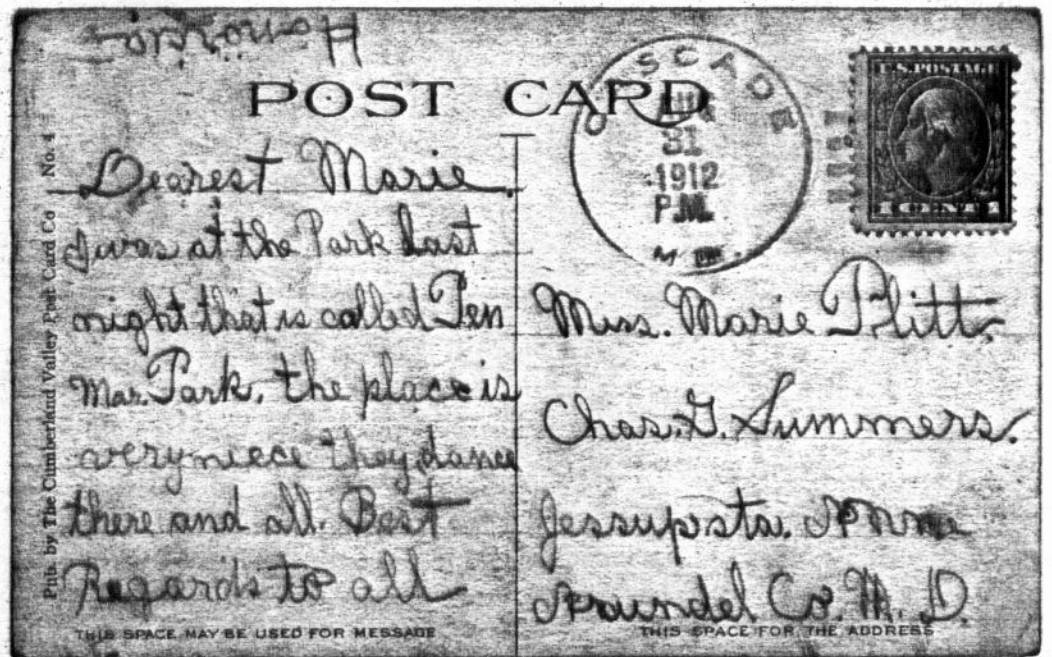 POST CARD
CASCADE
31
1912
P.M.
MD.
U.S. POSTAGE
1 CENT 1
Pub. by The Cumberland Valley Post Card Co No. 4
Dearest Marie.
I was at the Park last
night that is called Pen
Mar. Park. the place is
very niece they dance
there and all. Best
Regards to all
Miss. Marie Plitt.
Chas. G. Summers.
Jessup sta. Anne
Arundel Co. M. D.
THIS SPACE MAY BE USED FOR MESSAGE
THIS SPACE FOR THE ADDRESS